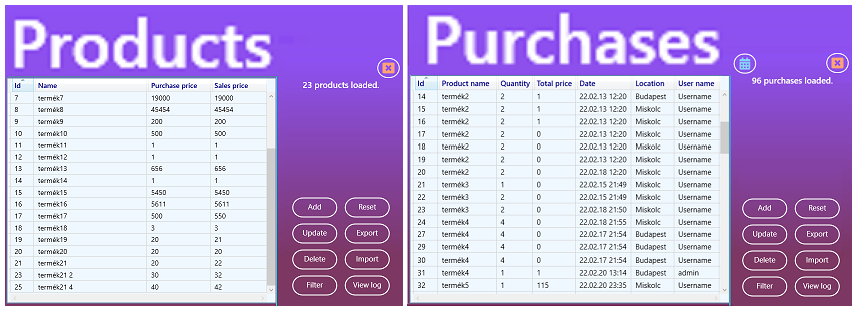 Products
23 products loaded.
Id Name Purchase price Sales price
7 termék7 19000 19000
8 termék8 45454 45454
9 termék9 200 200
10 termék10 500 500
11 termék11 1 1
12 termék12 1 1
13 termék13 656 656
14 termék14 1 1
15 termék15 5450 5450
16 termék16 5611 5611
17 termék17 500 550
18 termék18 3 3
19 termék19 20 21
20 termék20 20 20
21 termék21 20 22
23 termék21 2 30 32
25 termék21 4 40 42
Add Reset
Update Export
Delete Import
Filter View log
Purchases
96 purchases loaded.
Id Product name Quantity Total price Date Location User name
14 termék2 2 1 22.02.13 12:20 Budapest Username
15 termék2 2 1 22.02.13 12:20 Miskolc Username
16 termék2 2 1 22.02.13 12:20 Miskolc Username
17 termék2 2 0 22.02.13 12:20 Miskolc Username
18 termék2 2 0 22.02.13 12:20 Miskolc Username
19 termék2 2 0 22.02.13 12:20 Miskolc Username
20 termék2 2 0 22.02.18 12:20 Miskolc Username
21 termék3 1 0 22.02.15 21:49 Miskolc Username
22 termék3 2 0 22.02.15 21:49 Miskolc Username
23 termék3 2 0 22.02.18 21:50 Miskolc Username
24 termék4 4 0 22.02.18 21:55 Miskolc Username
27 termék4 4 0 22.02.17 21:54 Budapest Username
29 termék4 4 0 22.02.17 21:54 Budapest Username
30 termék4 4 0 22.02.17 21:54 Budapest Username
31 termék4 1 1 22.02.20 13:14 Budapest admin
32 termék5 1 115 22.02.20 23:35 Miskolc Username
Add Reset
Update Export
Delete Import
Filter View log